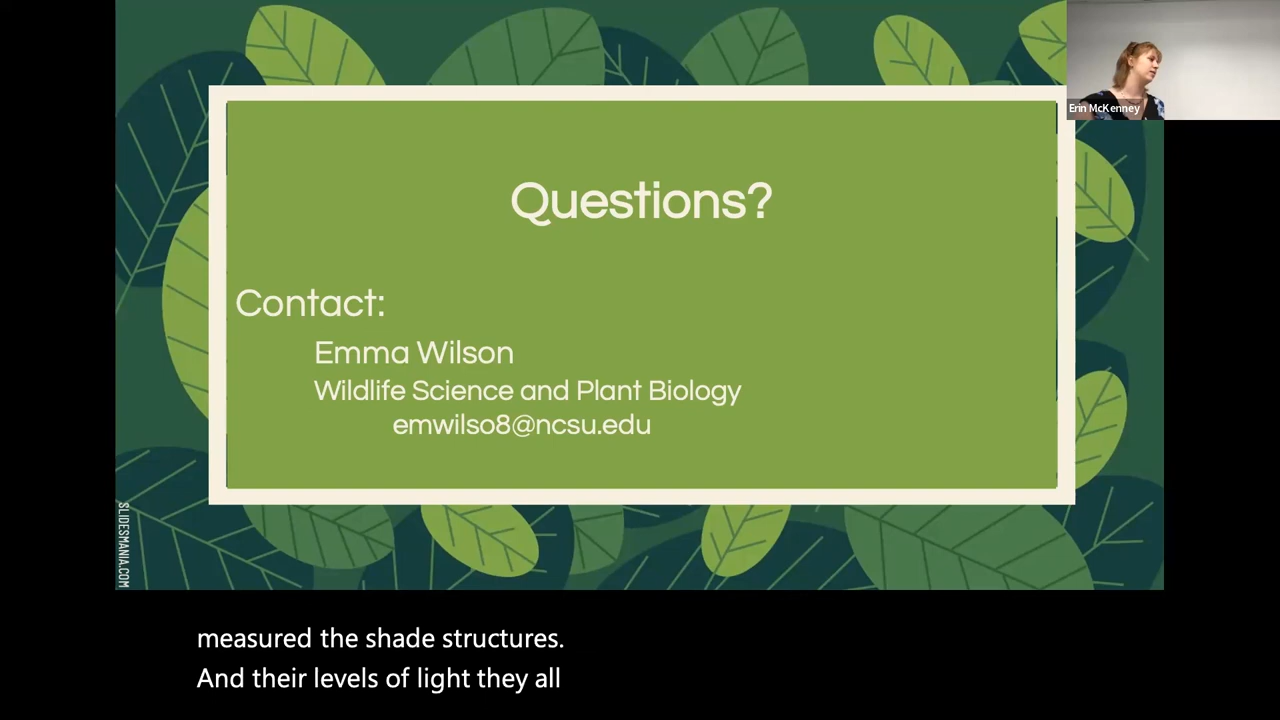 Erin McKenney
Questions?
Contact:
Emma Wilson
Wildlife Science and Plant Biology
emwilso8@ncsu.edu
SLIDESMANIA.COM
measured the shade structures.
And their levels of light they all